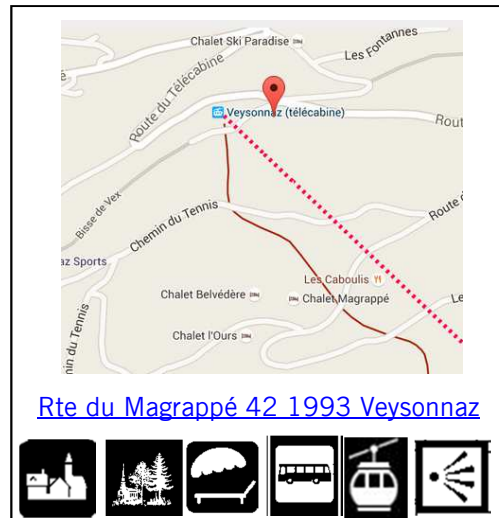 Chalet Ski Paradise
Les Fontannes
Route du Télécabine
Veysonnaz (télécabine)
Rout
Bisse de Vex
Chemin du Tennis
Route d
az Sports
Les Caboulis
Chalet Belvédère
Chalet Magrappé
Le
Chalet l'Ours
min du Tennis
Rte du Magrappé 42 1993 Veysonnaz